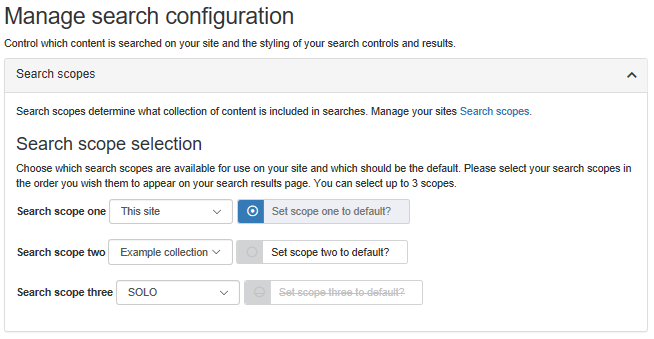 Manage search configuration
Control which content is searched on your site and the styling of your search controls and results.
Search scopes
Search scopes determine what collection of content is included in searches. Manage your sites Search scopes.
Search scope selection
Choose which search scopes are available for use on your site and which should be the default. Please select your search scopes in
the order you wish them to appear on your search results page. You can select up to 3 scopes.
Search scope one This site Set scope one to default?
Search scope two Example collection Set scope two to default?
Search scope three SOLO Set scope three to default?